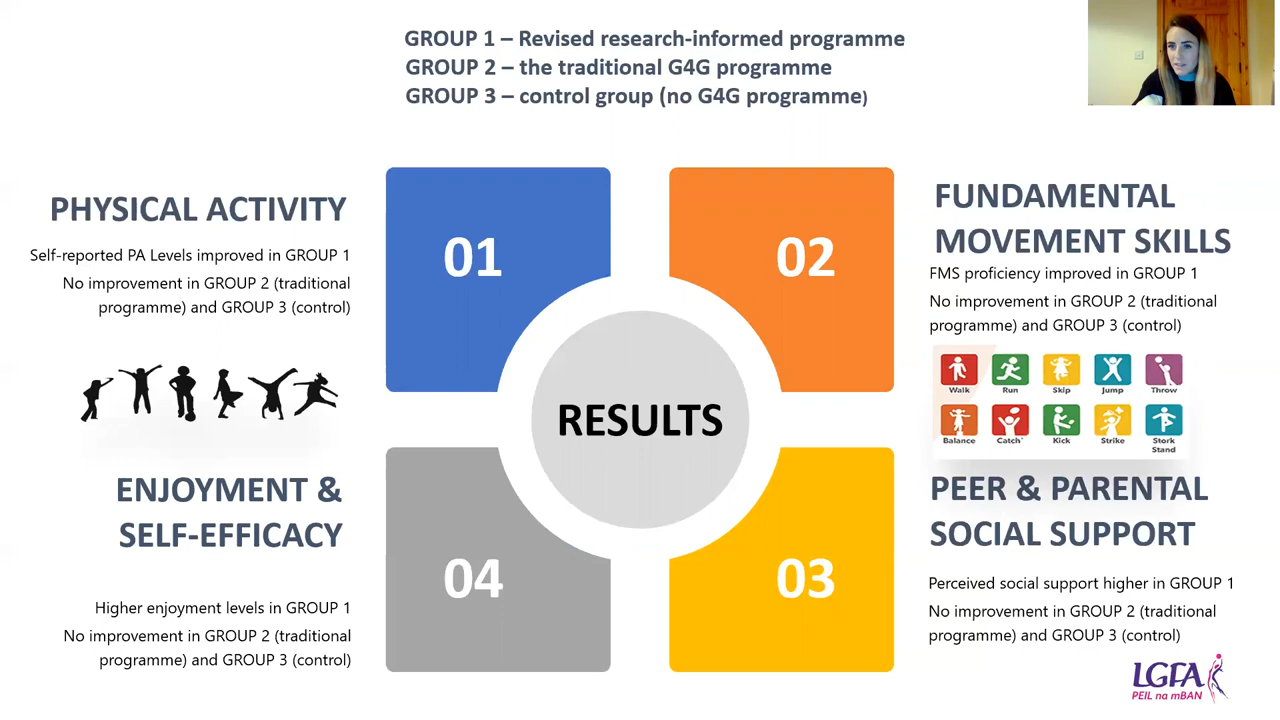 GROUP 1 – Revised research-informed programme
GROUP 2 – the traditional G4G programme
GROUP 3 – control group (no G4G programme)
PHYSICAL ACTIVITY
Self-reported PA Levels improved in GROUP 1
No improvement in GROUP 2 (traditional
programme) and GROUP 3 (control)
01
02
FUNDAMENTAL
MOVEMENT SKILLS
FMS proficiency improved in GROUP 1
No improvement in GROUP 2 (traditional
programme) and GROUP 3 (control)
Walk Run Skip Jump Throw
Balance Catch Kick Strike Stork
Stand
RESULTS
ENJOYMENT &
SELF-EFFICACY
Higher enjoyment levels in GROUP 1
No improvement in GROUP 2 (traditional
programme) and GROUP 3 (control)
04
03
PEER & PARENTAL
SOCIAL SUPPORT
Perceived social support higher in GROUP 1
No improvement in GROUP 2 (traditional
programme) and GROUP 3 (control)
LGFA
PEIL na mBAN